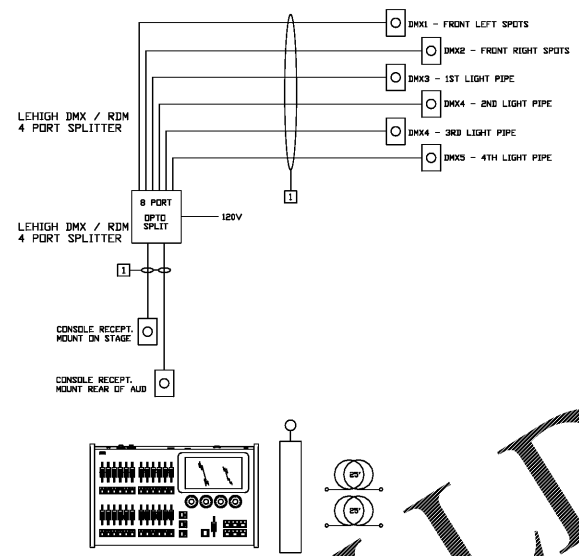 DMX1 - FRONT LEFT SPOTS
DMX2 - FRONT RIGHT SPOTS
DMX3 - 1ST LIGHT PIPE
DMX4 - 2ND LIGHT PIPE
DMX4 - 3RD LIGHT PIPE
DMX5 - 4TH LIGHT PIPE
LEHIGH DMX / RDM
4 PORT SPLITTER
1
8 PORT
OPTO
SPLIT
120V
LEHIGH DMX / RDM
4 PORT SPLITTER
1
CONSOLE RECEPT.
MOUNT ON STAGE
CONSOLE RECEPT.
MOUNT REAR OF AUD
25'
25'